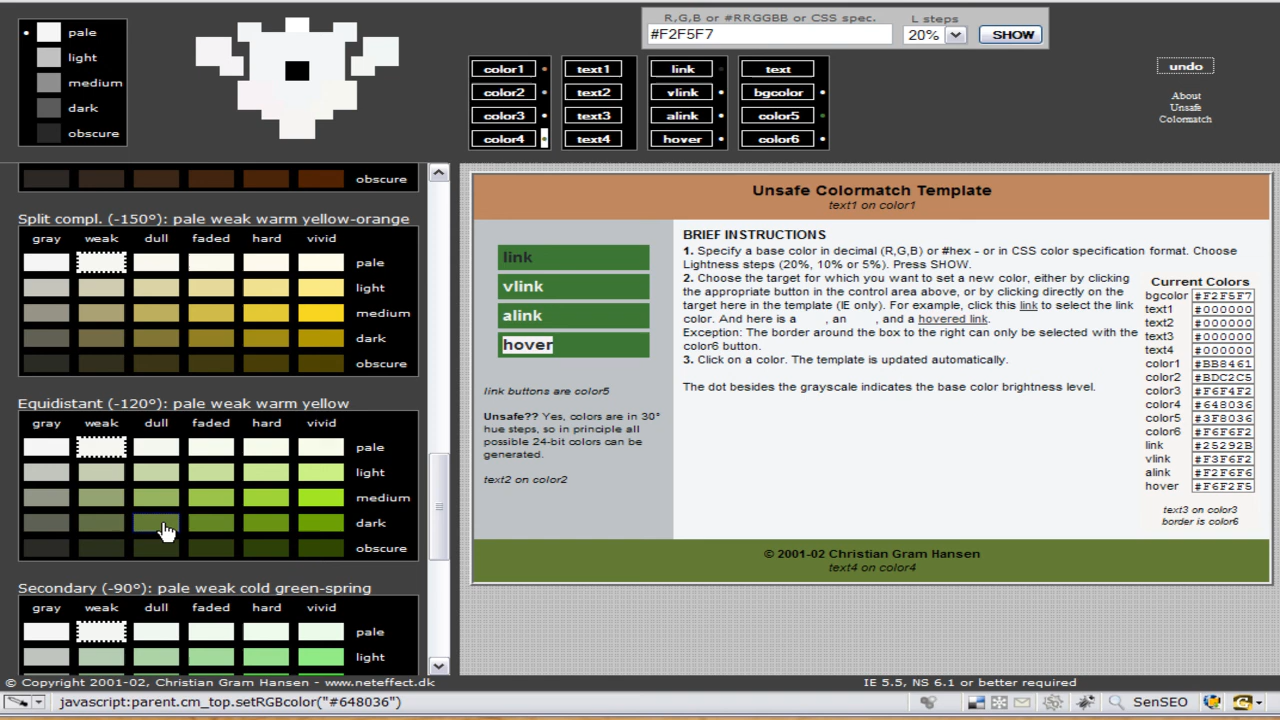 pale
light
medium
dark
obscure
R,G,B or #RRGGBB or CSS spec.
L steps
#F2F5F7
20%
SHOW
color1
color2
color3
color4
text1
text2
text3
text4
link
vlink
alink
hover
text
bgcolor
color5
color6
undo
About
Unsafe
Colormatch
obscure
Split compl. (-150°): pale weak warm yellow-orange
gray weak dull faded hard vivid
pale
light
medium
dark
obscure
Equidistant (-120°): pale weak warm yellow
gray weak dull faded hard vivid
pale
light
medium
dark
obscure
Secondary (-90°): pale weak cold green-spring
gray weak dull faded hard vivid
pale
light
Unsafe Colormatch Template
text1 on color1
link
vlink
alink
hover
link buttons are color5
Unsafe?? Yes, colors are in 30°
hue steps, so in principle all
possible 24-bit colors can be
generated.
text2 on color2
BRIEF INSTRUCTIONS
1. Specify a base color in decimal (R,G,B) or #hex - or in CSS color specification format. Choose
Lightness steps (20%, 10% or 5%). Press SHOW.
2. Choose the target for which you want to set a new color, either by clicking
the appropriate button in the control area above, or by clicking directly on the
target here in the template (IE only). For example, click this link to select the link
color. And here is a , an , and a hovered link.
Exception: The border around the box to the right can only be selected with the
color6 button.
3. Click on a color. The template is updated automatically.
The dot besides the grayscale indicates the base color brightness level.
Current Colors
bgcolor #F2F5F7
text1 #000000
text2 #000000
text3 #000000
text4 #000000
color1 #BB8461
color2 #BDC2C5
color3 #F6F4F2
color4 #648036
color5 #3F8036
color6 #F6F6F2
link #25292B
vlink #F3F6F2
alink #F2F6F6
hover #F6F2F5
text3 on color3
border is color6
© 2001-02 Christian Gram Hansen
text4 on color4
© Copyright 2001-02, Christian Gram Hansen - www.neteffect.dk
IE 5.5, NS 6.1 or better required
javascript:parent.cm_top.setRGBcolor("#648036")
SenSEO